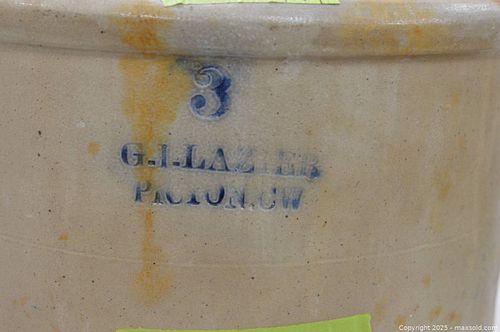 3
G.I.LAZIER
PICTON.CW
Copyright 2025 - maxsold.com